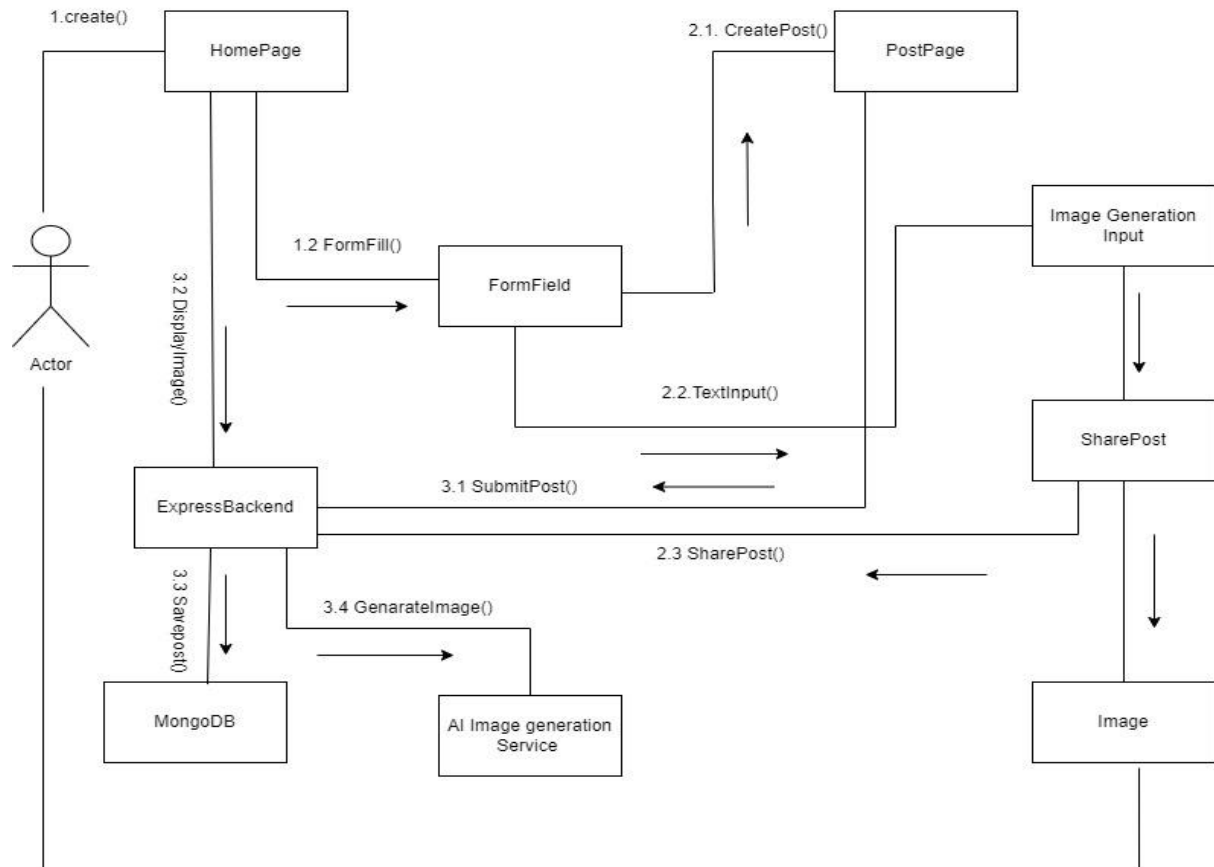 1.create()
HomePage
2.1. CreatePost()
PostPage
Image Generation
Input
1.2 FormFill()
FormField
3.2 DisplayImage()
Actor
2.2.TextInput()
SharePost
3.1 SubmitPost()
ExpressBackend
2.3 SharePost()
3.3 Savepost()
3.4 GenarateImage()
MongoDB
AI Image generation
Service
Image